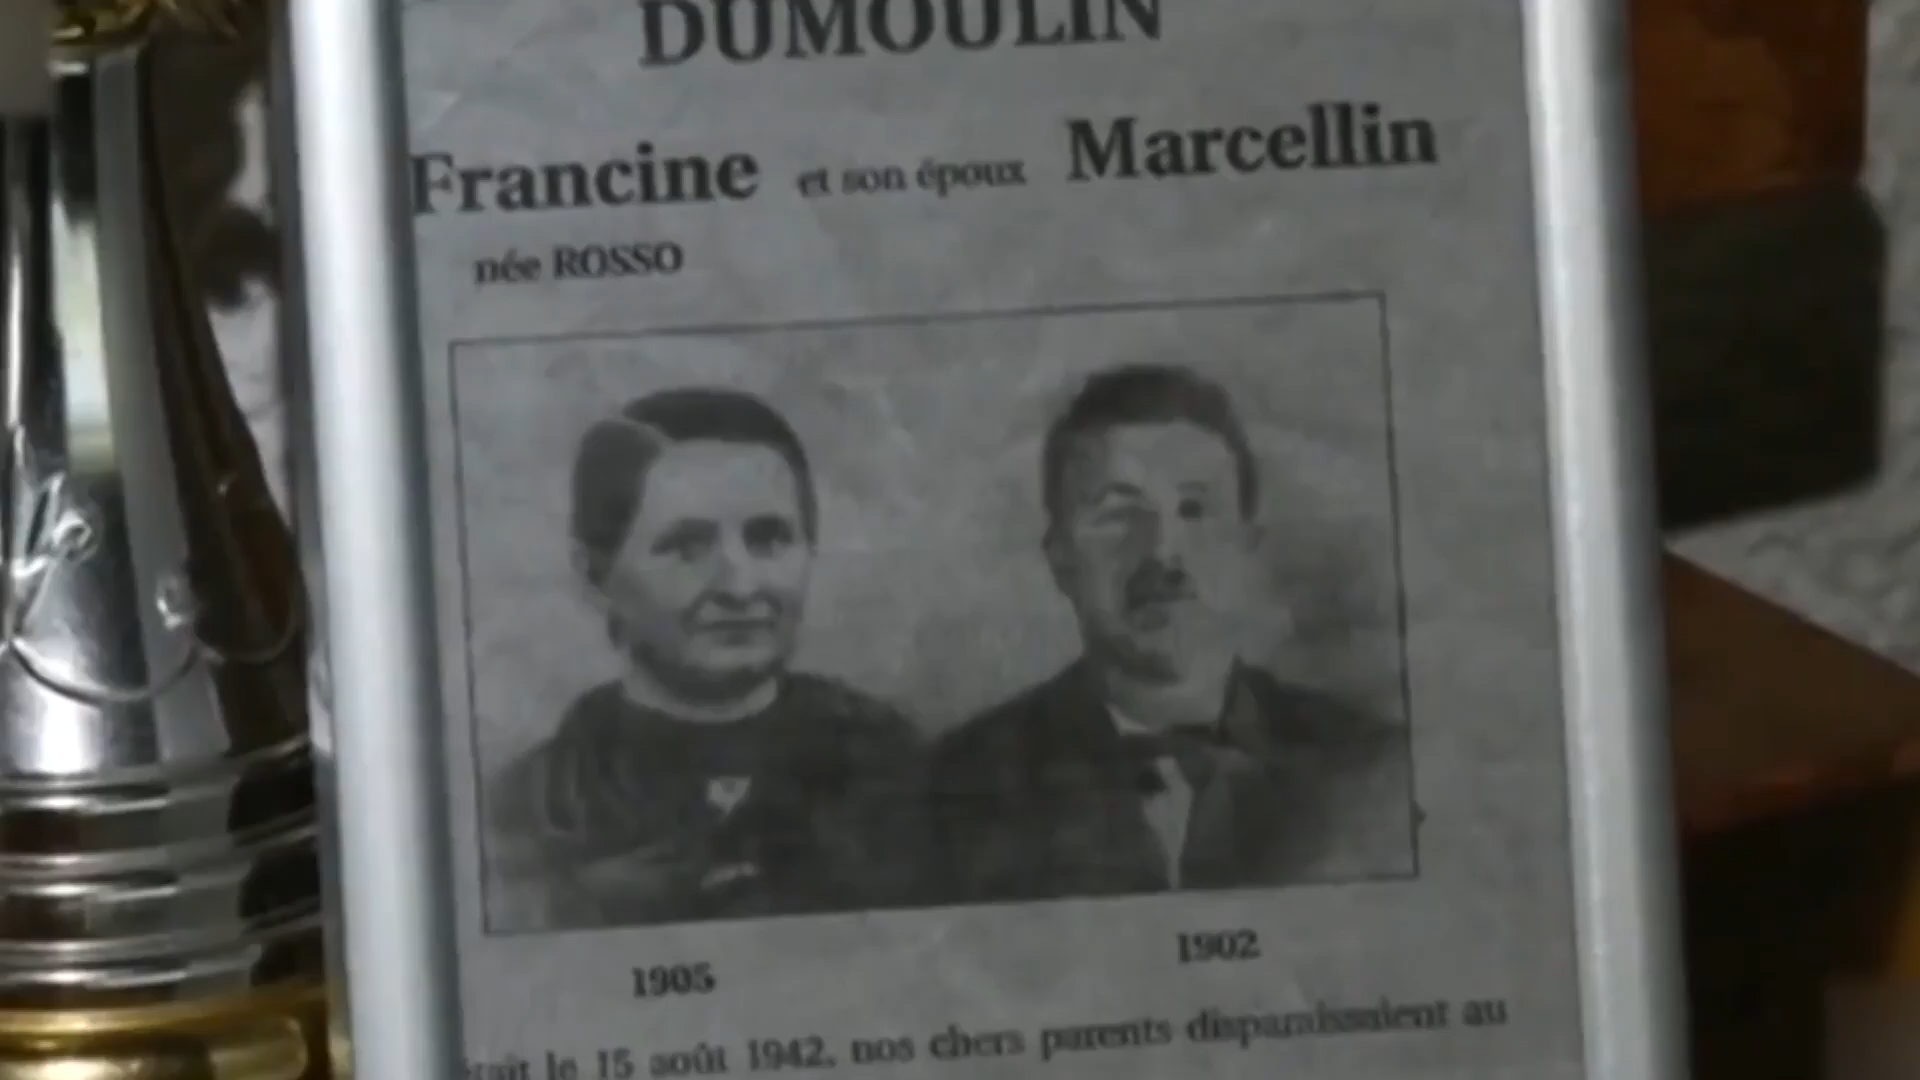 DUMOULIN
Francine et son époux Marcellin
née ROSSO
1905 1902
était le 15 août 1942, nos chers parents disparaissaient au